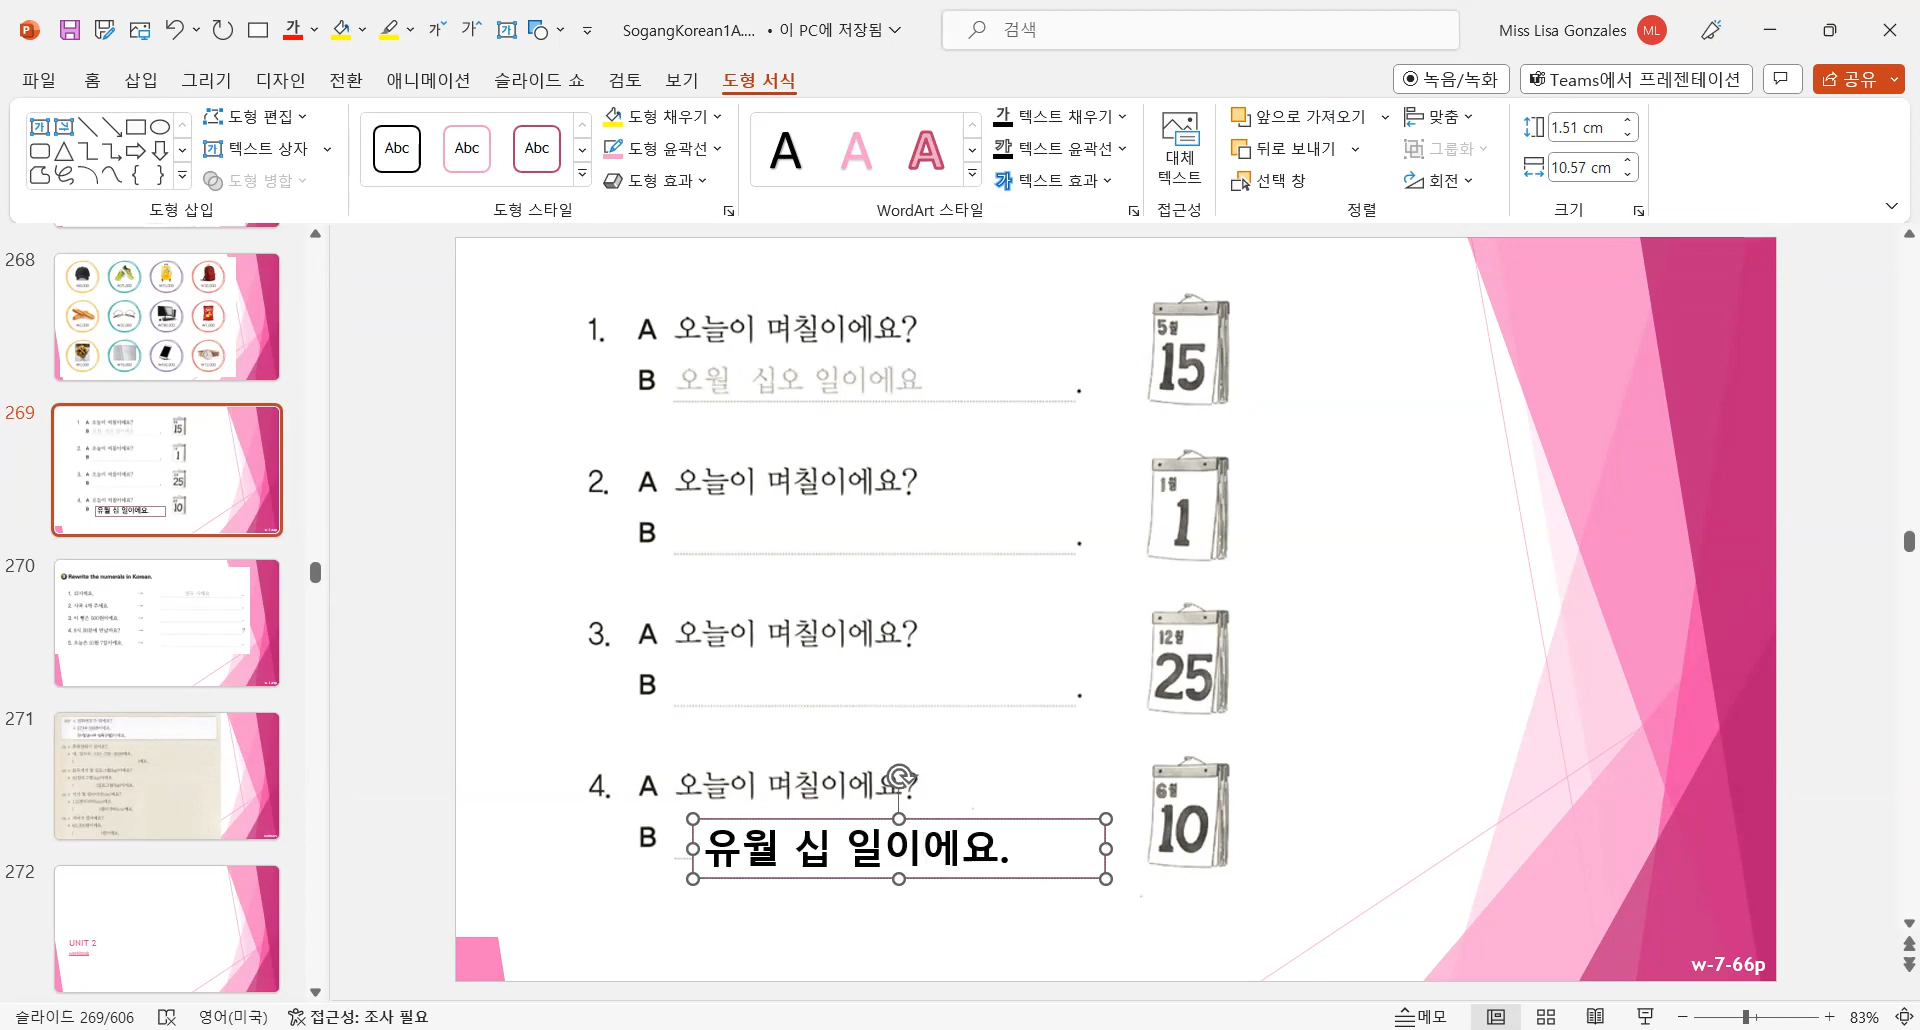 SogangKorean1A.... • 이 PC에 저장됨
검색
Miss Lisa Gonzales ML
파일 홈 삽입 그리기 디자인 전환 애니메이션 슬라이드 쇼 검토 보기 도형 서식
녹음/녹화 Teams에서 프레젠테이션 공유
도형 편집
텍스트 상자
도형 병합
도형 삽입
Abc Abc Abc
도형 채우기
도형 윤곽선
도형 효과
도형 스타일
A A A
텍스트 채우기
텍스트 윤곽선
텍스트 효과
WordArt 스타일
대체
텍스트
접근성
앞으로 가져오기
뒤로 보내기
선택 창
맞춤
그룹화
회전
정렬
1.51 cm
10.57 cm
크기
268
269
270
Rewrite the numerals in Korean.
271
272
UNIT 2
1. A 오늘이 며칠이에요?
B 오월 십오 일이에요 .
5월
15
2. A 오늘이 며칠이에요?
B .
1월
1
3. A 오늘이 며칠이에요?
B .
12월
25
4. A 오늘이 며칠이에요?
B 유월 십 일이에요.
6월
10
w-7-66p
슬라이드 269/606 영어(미국) 접근성: 조사 필요
메모 83%